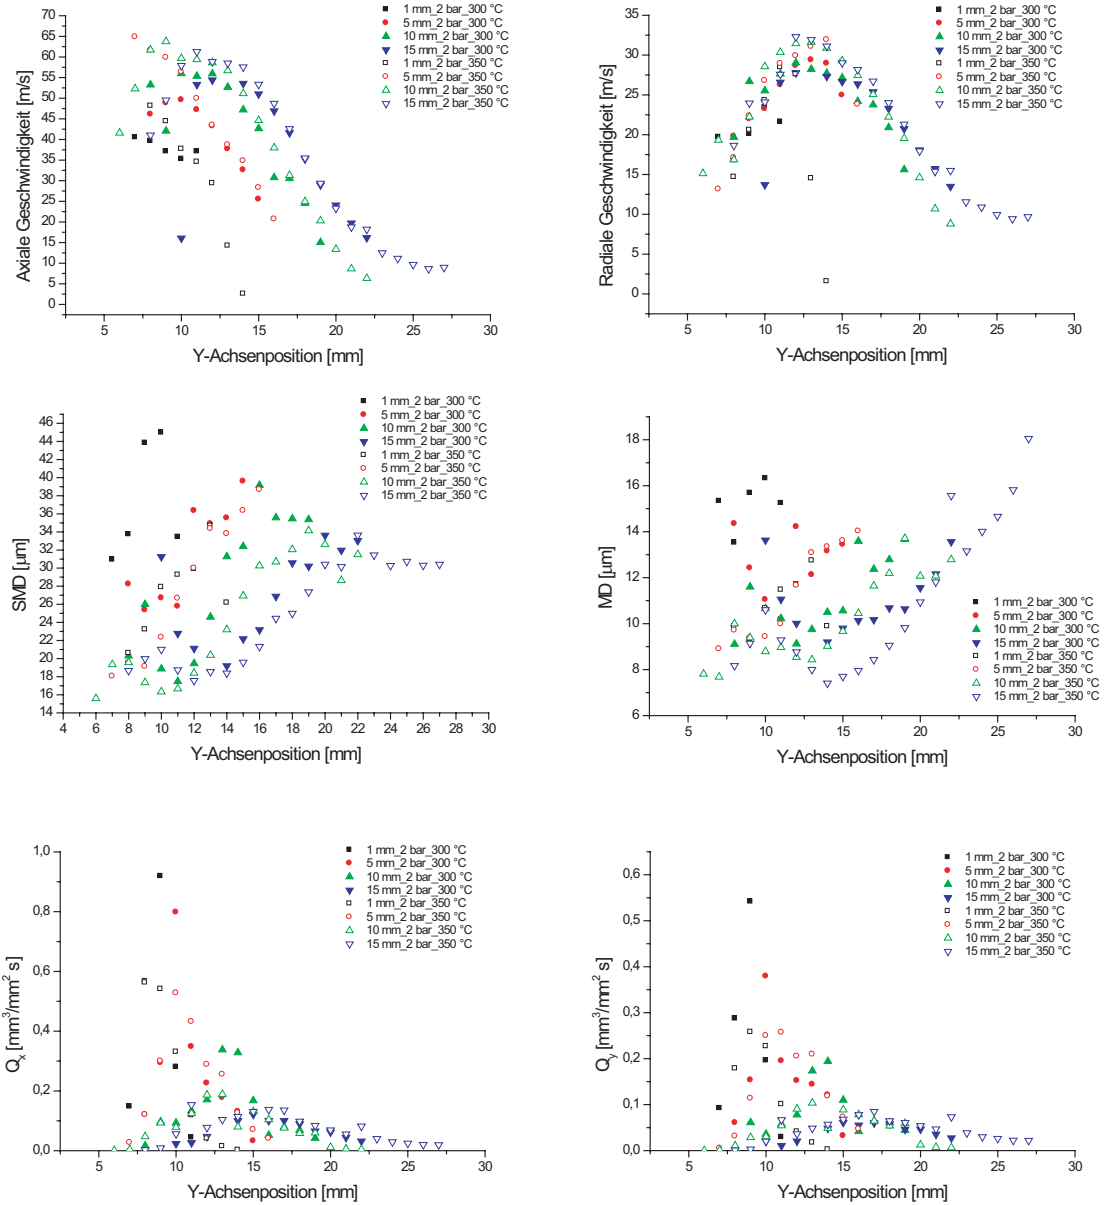 1 mm_2 bar_300 °C
5 mm_2 bar_300 °C
10 mm_2 bar_300 °C
15 mm_2 bar_300 °C
1 mm_2 bar_350 °C
5 mm_2 bar_350 °C
10 mm_2 bar_350 °C
15 mm_2 bar_350 °C
Axiale Geschwindigkeit [m/s]
70
65
60
55
50
45
40
35
30
25
20
15
10
5
0
5 10 15 20 25 30
Y-Achsenposition [mm]
1 mm_2 bar_300 °C
5 mm_2 bar_300 °C
10 mm_2 bar_300 °C
15 mm_2 bar_300 °C
1 mm_2 bar_350 °C
5 mm_2 bar_350 °C
10 mm_2 bar_350 °C
15 mm_2 bar_350 °C
Radiale Geschwindigkeit [m/s]
35
30
25
20
15
10
5
0
5 10 15 20 25 30
Y-Achsenposition [mm]
1 mm_2 bar_300 °C
5 mm_2 bar_300 °C
10 mm_2 bar_300 °C
15 mm_2 bar_300 °C
1 mm_2 bar_350 °C
5 mm_2 bar_350 °C
10 mm_2 bar_350 °C
15 mm_2 bar_350 °C
SMD [µm]
46
44
42
40
38
36
34
32
30
28
26
24
22
20
18
16
14
4 6 8 10 12 14 16 18 20 22 24 26 28 30
Y-Achsenposition [mm]
MD [µm]
18
16
14
12
10
8
6
1 mm_2 bar_300 °C
5 mm_2 bar_300 °C
10 mm_2 bar_300 °C
15 mm_2 bar_300 °C
1 mm_2 bar_350 °C
5 mm_2 bar_350 °C
10 mm_2 bar_350 °C
15 mm_2 bar_350 °C
5 10 15 20 25 30
Y-Achsenposition [mm]
1 mm_2 bar_300 °C
5 mm_2 bar_300 °C
10 mm_2 bar_300 °C
15 mm_2 bar_300 °C
1 mm_2 bar_350 °C
5 mm_2 bar_350 °C
10 mm_2 bar_350 °C
15 mm_2 bar_350 °C
Qx [mm³/mm² s]
1,0
0,8
0,6
0,4
0,2
0,0
5 10 15 20 25 30
Y-Achsenposition [mm]
1 mm_2 bar_300 °C
5 mm_2 bar_300 °C
10 mm_2 bar_300 °C
15 mm_2 bar_300 °C
1 mm_2 bar_350 °C
5 mm_2 bar_350 °C
10 mm_2 bar_350 °C
15 mm_2 bar_350 °C
Qy [mm³/mm² s]
0,6
0,5
0,4
0,3
0,2
0,1
0,0
5 10 15 20 25 30
Y-Achsenposition [mm]